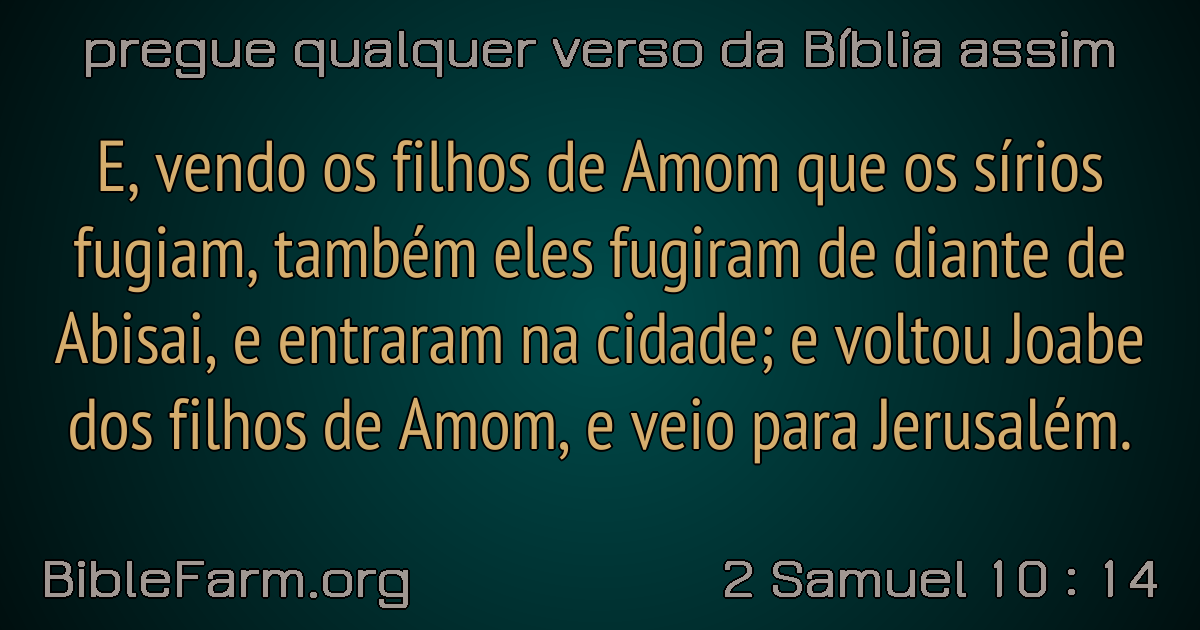 pregue qualquer verso da Bíblia assim
E, vendo os filhos de Amom que os sírios
fugiam, também eles fugiram de diante de
Abisai, e entraram na cidade; e voltou Joabe
dos filhos de Amom, e veio para Jerusalém.
BibleFarm.org
2 Samuel 10 : 14